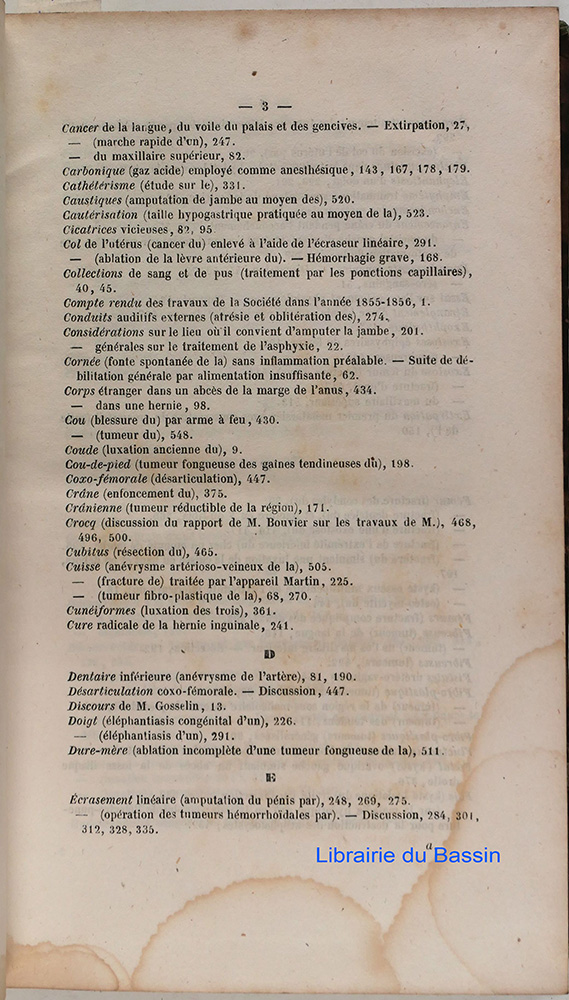 — 3 —
Cancer de la langue, du voile du palais et des gencives. — Extirpation, 27,
— (marche rapide d'un), 247.
— du maxillaire supérieur, 82.
Carbonique (gaz acide) employé comme anesthésique, 143, 167, 178, 179.
Cathétérisme (étude sur le), 331.
Caustiques (amputation de jambe au moyen des), 520.
Cautérisation (taille hypogastrique pratiquée au moyen de la), 523.
Cicatrices vicieuses, 82, 95
Col de l'utérus (cancer du) enlevé à l'aide de l'écraseur linéaire, 291.
— (ablation de la lèvre antérieure du). — Hémorrhagie grave, 168.
Collections de sang et de pus (traitement par les ponctions capillaires),
40, 45.
Compte rendu des travaux de la Société dans l'année 1855-1856, 1.
Conduits auditifs externes (atrésie et oblitération des), 274.
Considérations sur le lieu où il convient d'amputer la jambe, 201.
— générales sur le traitement de l'asphyxie, 22.
Cornée (fonte spontanée de la) sans inflammation préalable. — Suite de dé-
bilitation générale par alimentation insuffisante, 62.
Corps étranger dans un abcès de la marge de l'anus, 434.
— dans une hernie, 98.
Cou (blessure du) par arme à feu, 430.
— (tumeur du), 548.
Coude (luxation ancienne du), 9.
Cou-de-pied (tumeur fongueuse des gaînes tendineuses du), 198.
Coxo-fémorale (désarticulation), 447.
Crâne (enfoncement du), 375.
Crânienne (tumeur réductible de la région), 171.
Crocq (discussion du rapport de M. Bouvier sur les travaux de M.), 468,
496, 500.
Cubitus (résection du), 465.
Cuisse (anévrysme artérioso-veineux de la), 505.
— (fracture de) traitée par l'appareil Martin, 225.
— (tumeur fibro-plastique de la), 68, 270.
Cunéiformes (luxation des trois), 361.
Cure radicale de la hernie inguinale, 241.
D
Dentaire inférieure (anévrysme de l'artère), 81, 190.
Désarticulation coxo-fémorale. — Discussion, 447.
Discours de M. Gosselin, 13.
Doigt (éléphantiasis congénital d'un), 226.
— (éléphantiasis d'un), 291.
Dure-mère (ablation incomplète d'une tumeur fongueuse de la), 511.
E
Écrasement linéaire (amputation du pénis par), 248, 269, 275.
— (opération des tumeurs hémorrhoïdales par). — Discussion, 284, 301,
312, 328, 335.
a
Librairie du Bassin